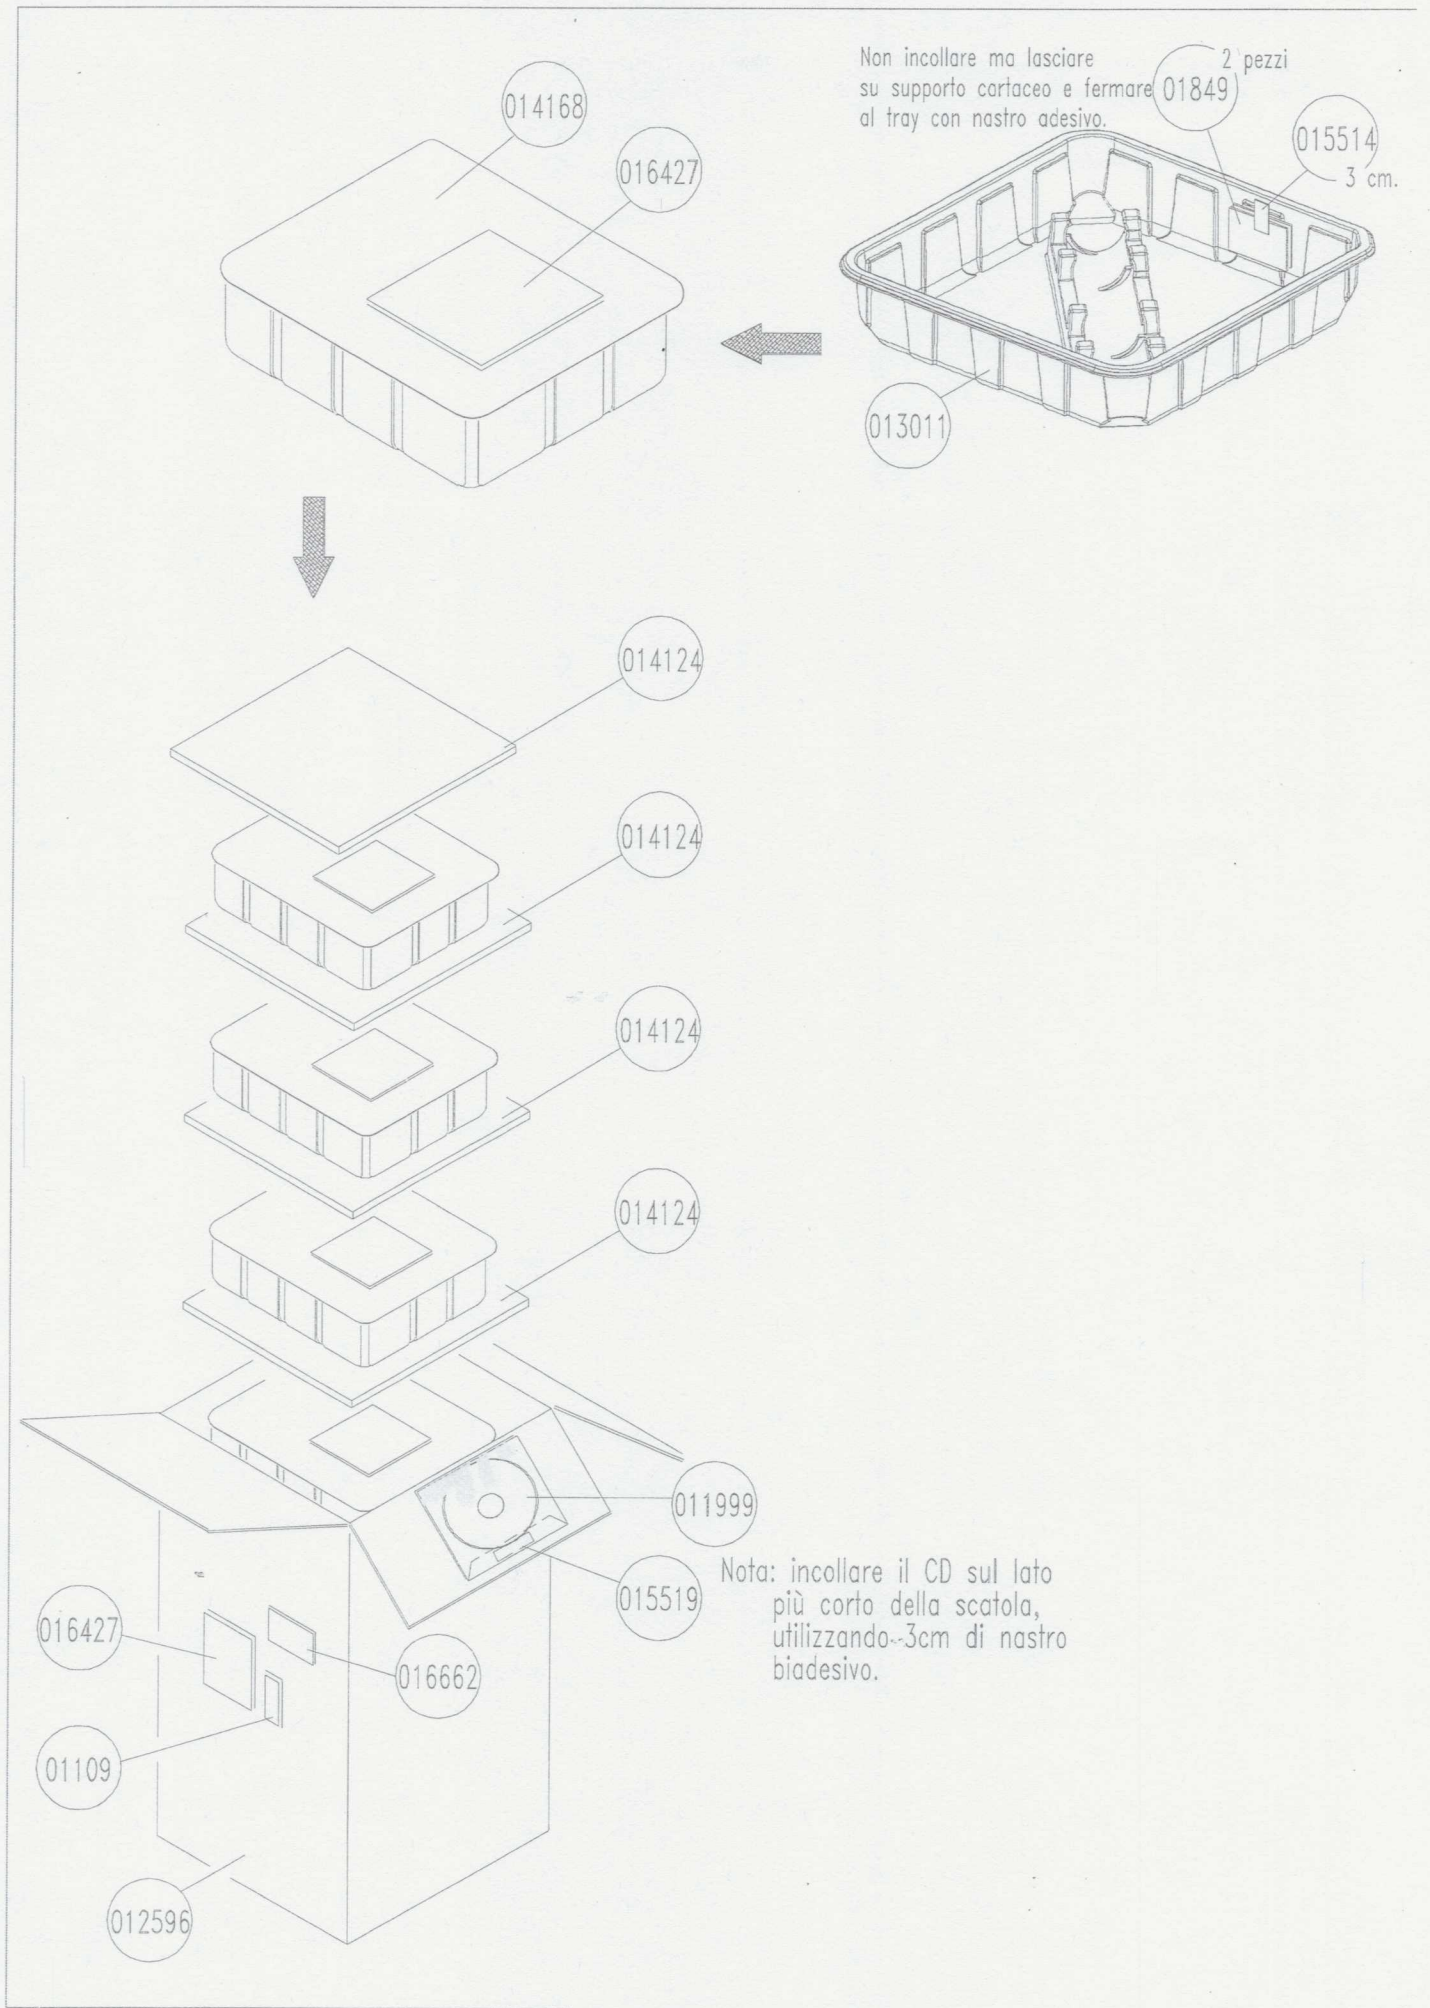 Non incollare ma lasciare
su supporto cartaceo e fermare
al tray con nastro adesivo.
2 pezzi
01849
015514
3 cm.
014168
016427
013011
014124
014124
014124
014124
011999
015519
Nota: incollare il CD sul lato
più corto della scatola,
utilizzando~3cm di nastro
biadesivo.
016427
016662
01109
012596